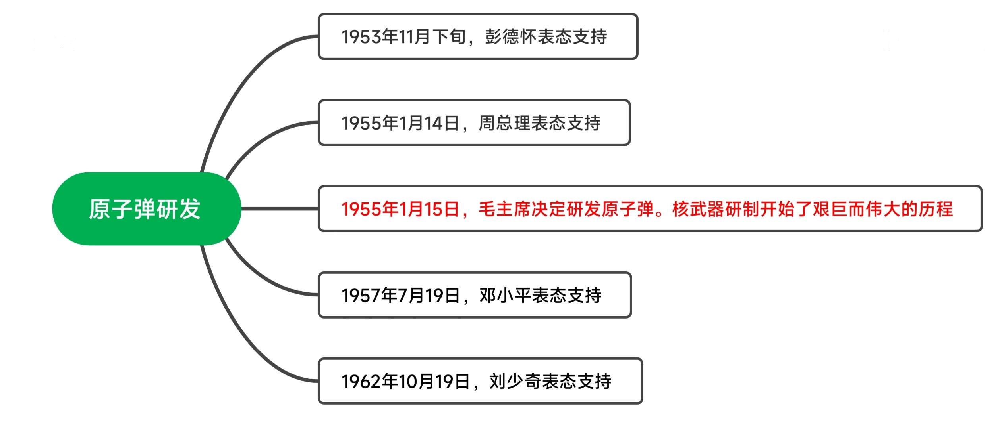 1953年11月下旬，彭德怀表态支持
1955年1月14日，周总理表态支持
原子弹研发
1955年1月15日，毛主席决定研发原子弹。核武器研制开始了艰巨而伟大的历程
1957年7月19日，邓小平表态支持
1962年10月19日，刘少奇表态支持